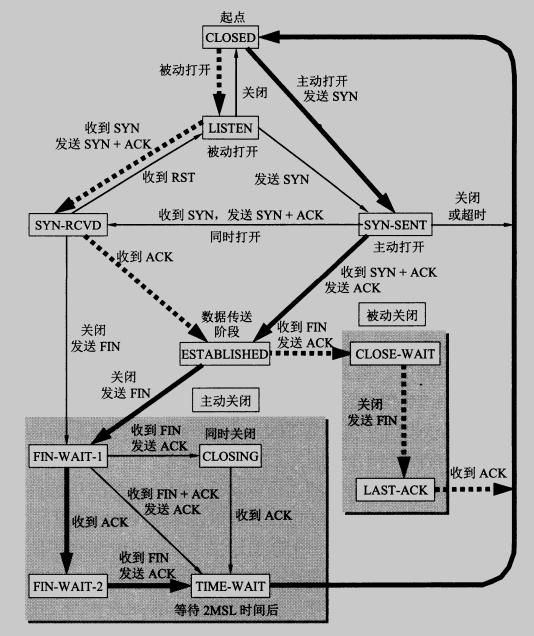 起点
CLOSED
被动打开
关闭
主动打开
发送 SYN
收到 SYN
发送 SYN + ACK
LISTEN
被动打开
收到 RST
发送 SYN
关闭
或超时
SYN-RCVD
收到 SYN，发送 SYN + ACK
同时打开
SYN-SENT
主动打开
收到 ACK
收到 SYN + ACK
发送 ACK
数据传送
阶段
ESTABLISHED
收到 FIN
发送 ACK
被动关闭
CLOSE-WAIT
关闭
发送 FIN
关闭
发送 FIN
主动关闭
关闭
发送 FIN
FIN-WAIT-1
收到 FIN
发送 ACK
同时关闭
CLOSING
LAST-ACK
收到 ACK
收到 ACK
收到 FIN + ACK
发送 ACK
收到 ACK
FIN-WAIT-2
收到 FIN
发送 ACK
TIME-WAIT
等待 2MSL 时间后